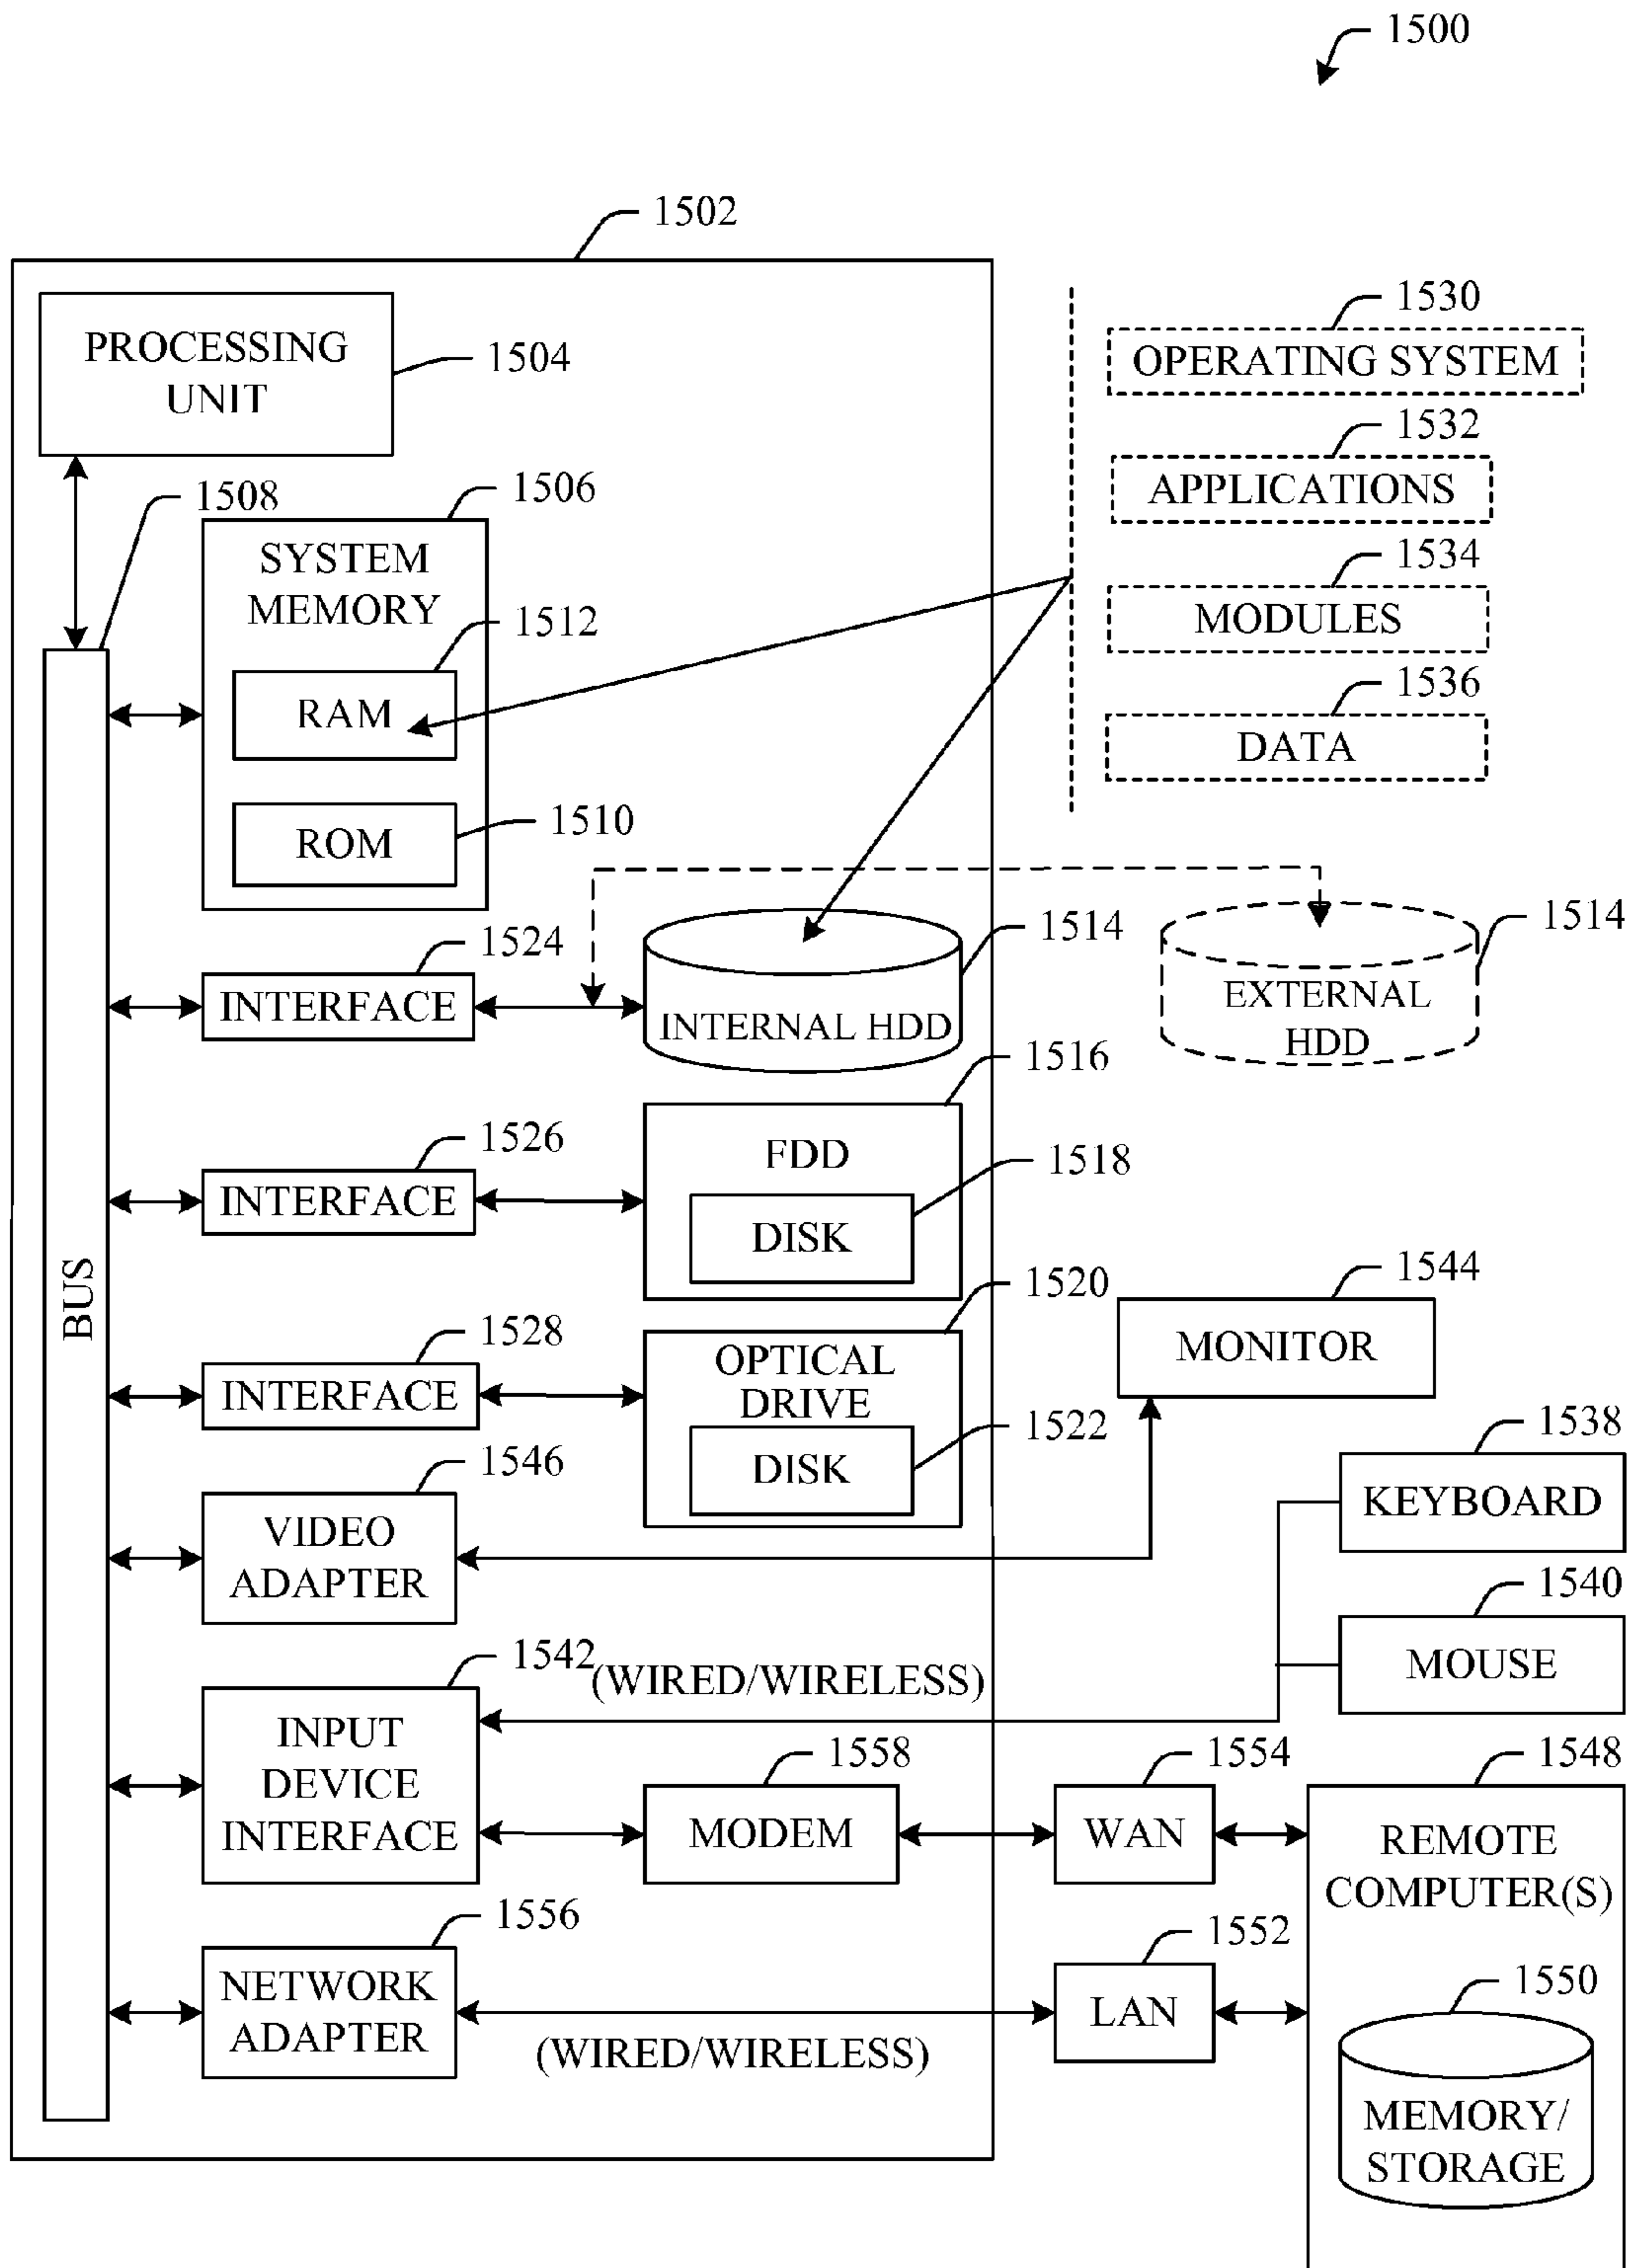 1500
1502
PROCESSING
UNIT
1504
1530
OPERATING SYSTEM
1532
APPLICATIONS
1534
MODULES
1536
DATA
1508
1506
SYSTEM
MEMORY
1512
RAM
1510
ROM
1524
INTERFACE
1514
INTERNAL HDD
1514
EXTERNAL
HDD
1516
FDD
1526
INTERFACE
1518
DISK
BUS
1520
OPTICAL
DRIVE
1528
INTERFACE
1522
DISK
1544
MONITOR
1546
VIDEO
ADAPTER
1538
KEYBOARD
1540
MOUSE
1542
(WIRED/WIRELESS)
INPUT
DEVICE
INTERFACE
1558
MODEM
1554
WAN
1548
REMOTE
COMPUTER(S)
1556
NETWORK
ADAPTER
(WIRED/WIRELESS)
1552
LAN
1550
MEMORY/
STORAGE